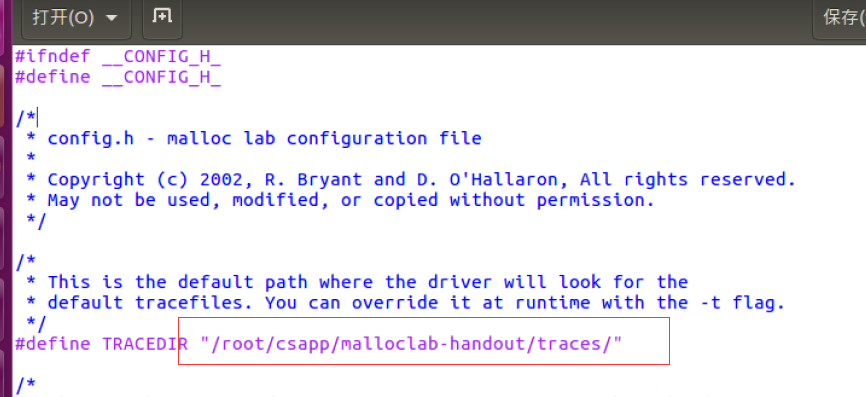 打开(O)
保存(
#ifndef __CONFIG_H_
#define __CONFIG_H_
/*
* config.h - malloc lab configuration file
*
* Copyright (c) 2002, R. Bryant and D. O'Hallaron, All rights reserved.
* May not be used, modified, or copied without permission.
*/
/*
* This is the default path where the driver will look for the
* default tracefiles. You can override it at runtime with the -t flag.
*/
#define TRACEDIR "/root/csapp/malloclab-handout/traces/"
/*